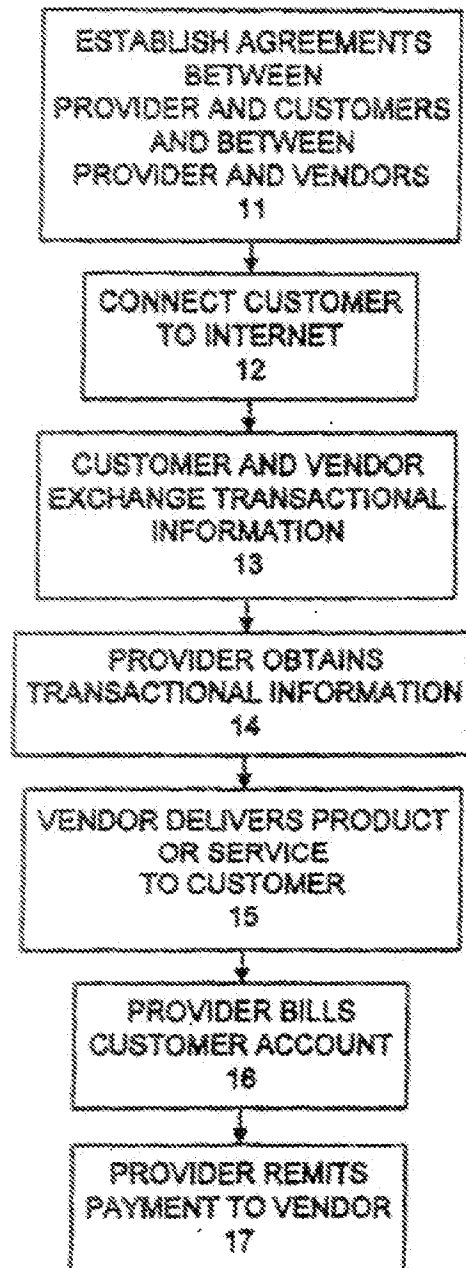 ESTABLISH AGREEMENTS
BETWEEN
PROVIDER AND CUSTOMERS
AND BETWEEN
PROVIDER AND VENDORS
11
CONNECT CUSTOMER
TO INTERNET
12
CUSTOMER AND VENDOR
EXCHANGE TRANSACTIONAL
INFORMATION
13
PROVIDER OBTAINS
TRANSACTIONAL INFORMATION
14
VENDOR DELIVERS PRODUCT
OR SERVICE
TO CUSTOMER
15
PROVIDER BILLS
CUSTOMER ACCOUNT
16
PROVIDER REMITS
PAYMENT TO VENDOR
17